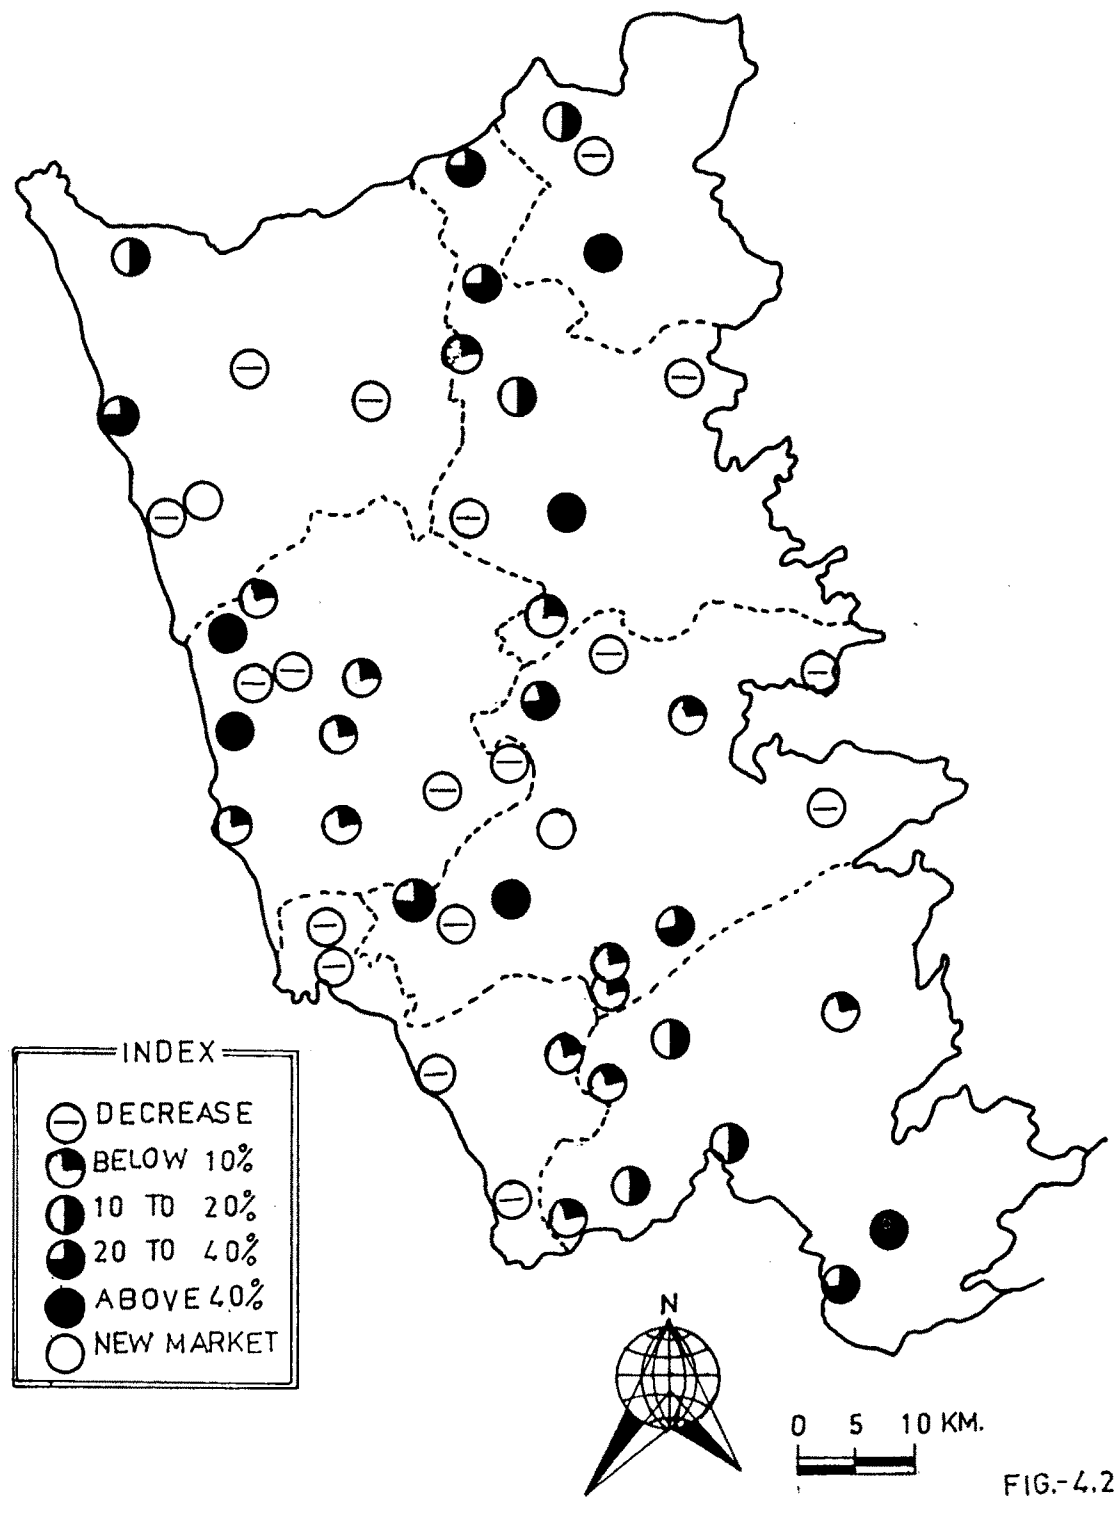 INDEX
DECREASE
BELOW 10%
10 TO 20%
20 TO 40%
ABOVE 40%
NEW MARKET
N
0 5 10 KM.
FIG.-4.2